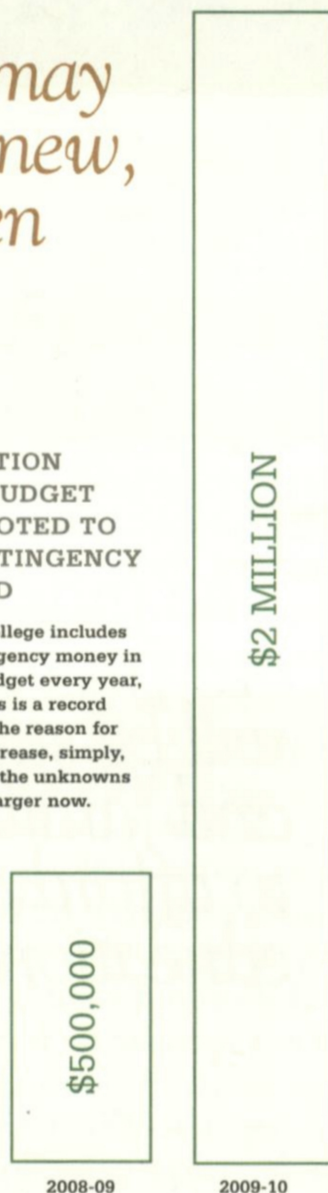 may
new,
en
TION
UDGET
OTED TO
TINGENCY
D
llege includes
gency money in
dget every year,
s is a record
he reason for
rease, simply,
the unknowns
arger now.
$500,000
2008-09
$2 MILLION
2009-10